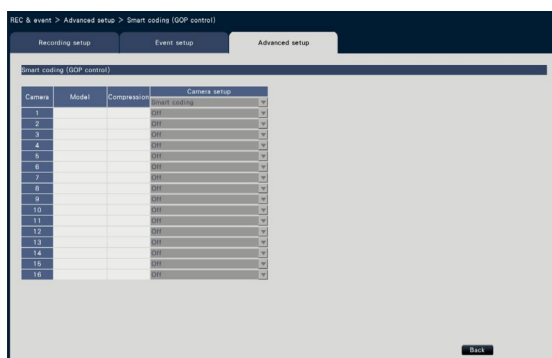 REC & event > Advanced setup > Smart coding (GOP control)
Recording setup Event setup Advanced setup
Smart coding (GOP control)
Camera Model Compression Camera setup
Smart coding
1 Off
2 Off
3 Off
4 Off
5 Off
6 Off
7 Off
8 Off
9 Off
10 Off
11 Off
12 Off
13 Off
14 Off
15 Off
16 Off
Back